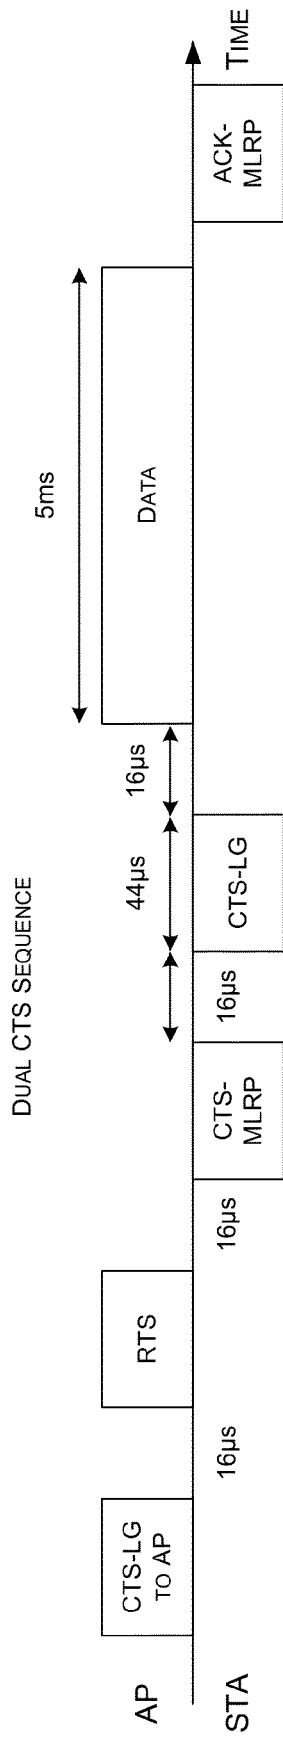 DUAL CTS SEQUENCE
5ms
44µs
16µs
AP
CTS-LG
TO AP
RTS
DATA
TIME
STA
16µs
16µs
CTS-
MLRP
16µs
CTS-LG
ACK-
MLRP